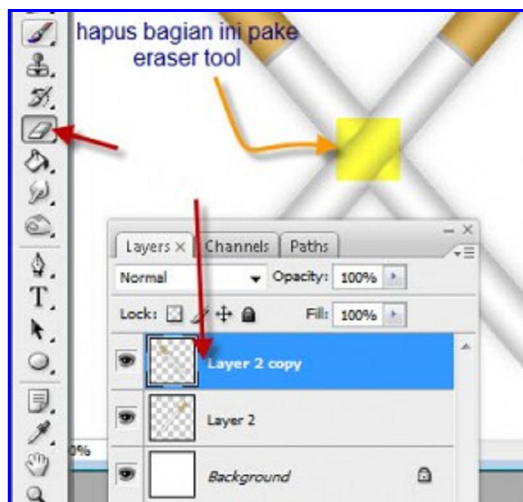 hapus bagian ini pake
eraser tool
Layers × Channels Paths
Normal Opacity: 100%
Lock: Fill: 100%
Layer 2 copy
Layer 2
0%
Background
T